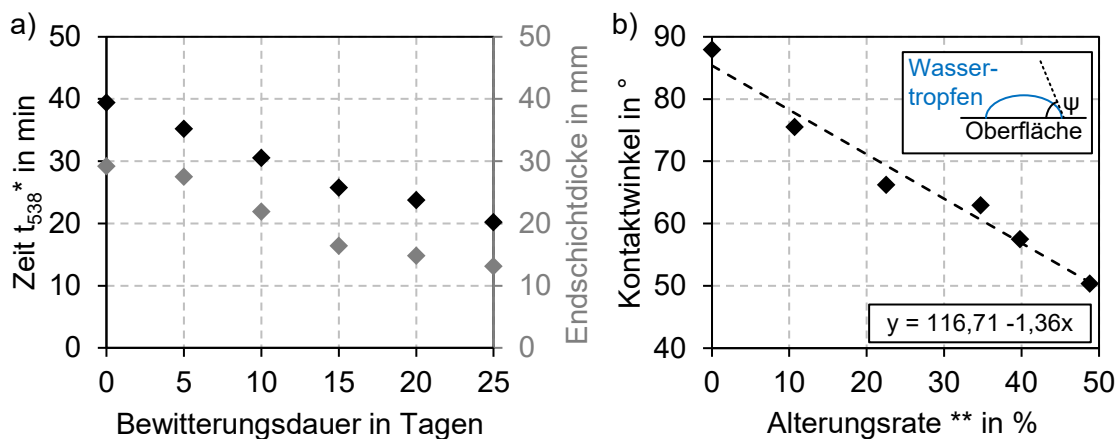 a)
Zeit t538* in min
50
40
30
20
10
0
0 5 10 15 20 25
Bewitterungsdauer in Tagen
50
40
30
20
10
0
Endschichtdicke in mm
b)
Kontaktwinkel in °
90
80
70
60
50
40
Wasser-
tropfen
ψ
Oberfläche
y = 116,71 -1,36x
0 10 20 30 40 50
Alterungsrate ** in %